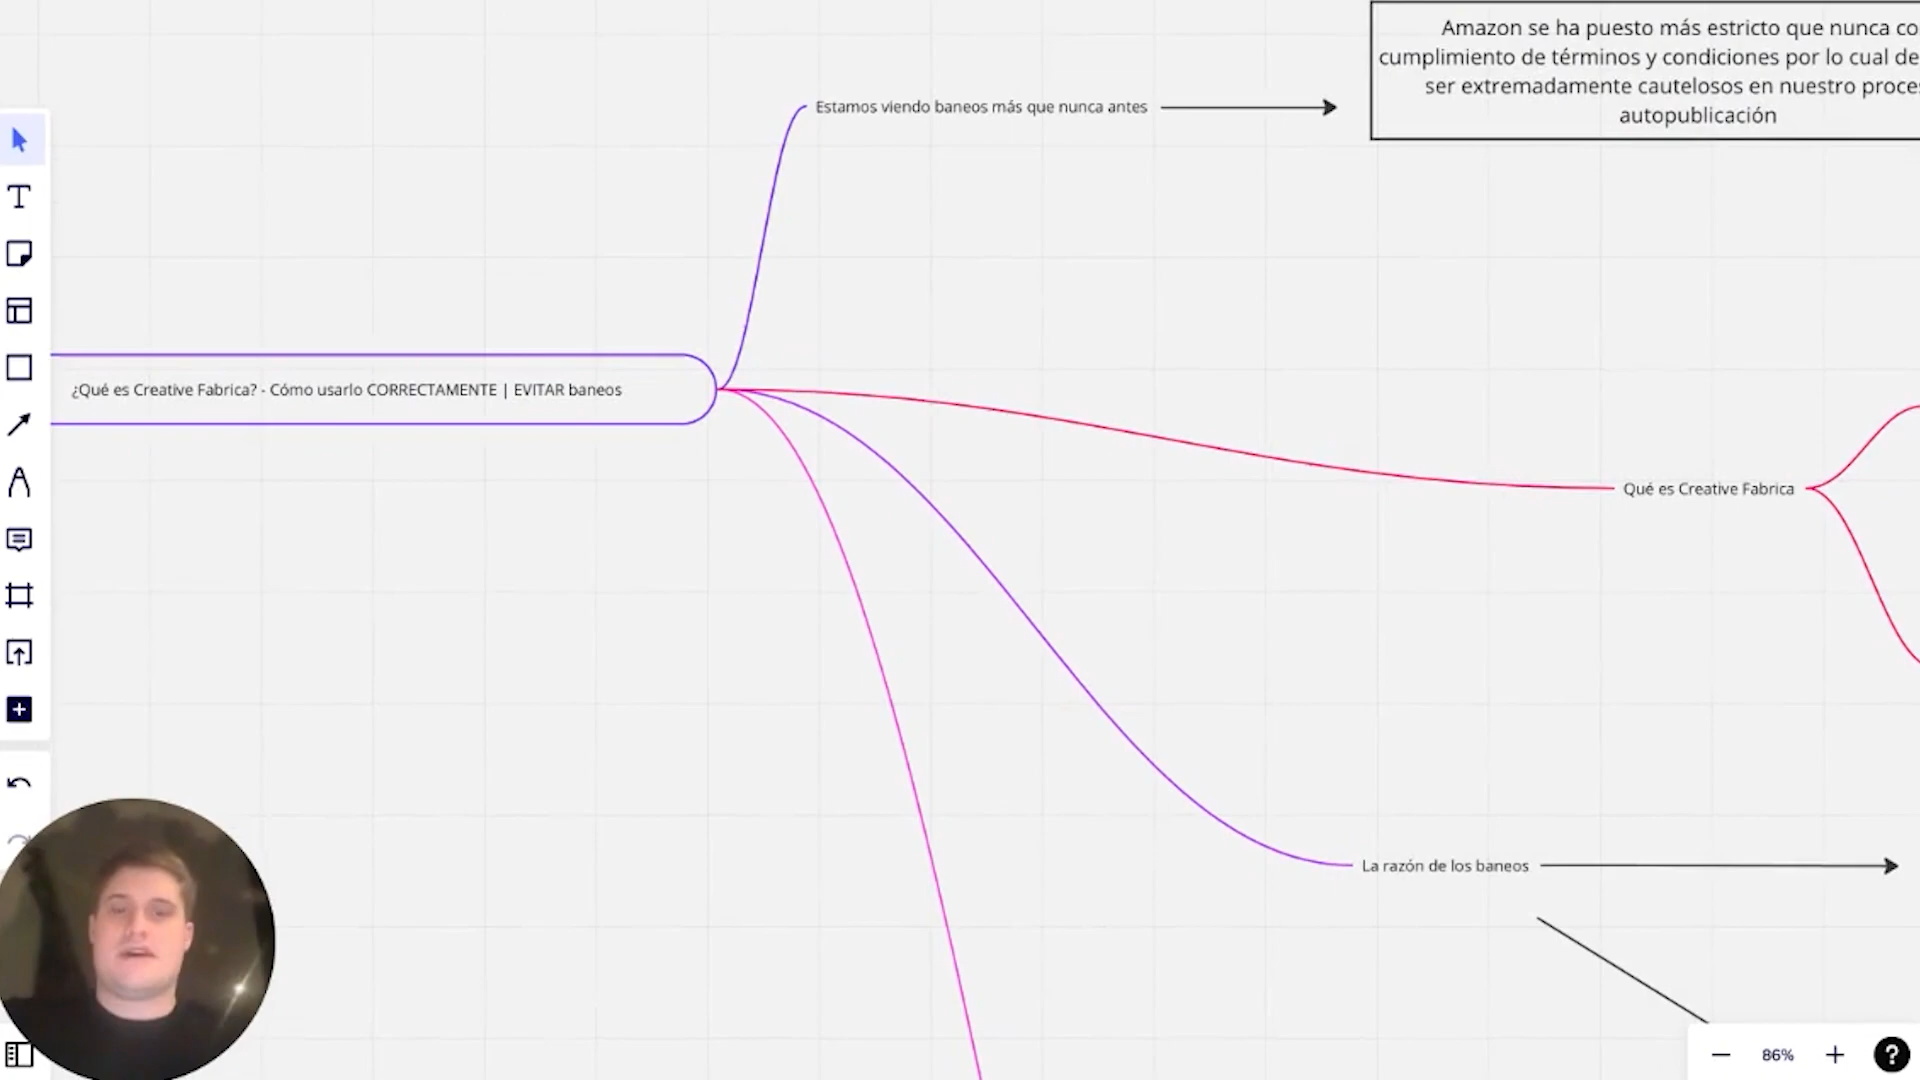 Amazon se ha puesto más estricto que nunca co
cumplimiento de términos y condiciones por lo cual de
ser extremadamente cautelosos en nuestro proce
autopublicación
Estamos viendo baneos más que nunca antes
¿Qué es Creative Fabrica? - Cómo usarlo CORRECTAMENTE | EVITAR baneos
Qué es Creative Fabrica
La razón de los baneos
86%